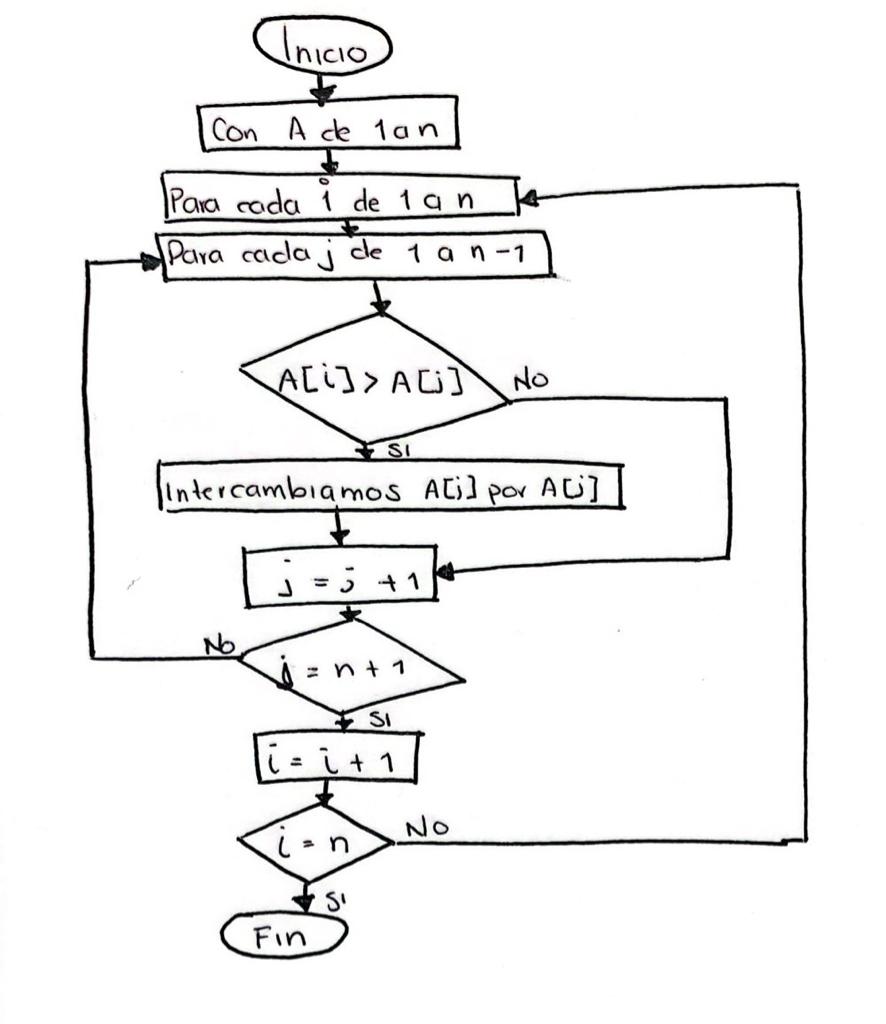 Inicio
Con A de 1 a n
Para cada i de 1 a n
Para cada j de 1 a n-1
A[i] > A[j]
No
SI
Intercambiamos A[i] por A[j]
j = j + 1
No
j = n + 1
SI
i = i + 1
i = n
No
SI
Fin